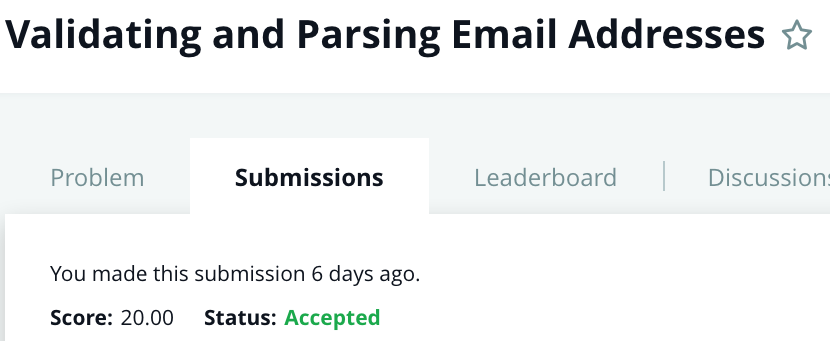 Validating and Parsing Email Addresses
Problem Submissions Leaderboard Discussions
You made this submission 6 days ago.
Score: 20.00 Status: Accepted